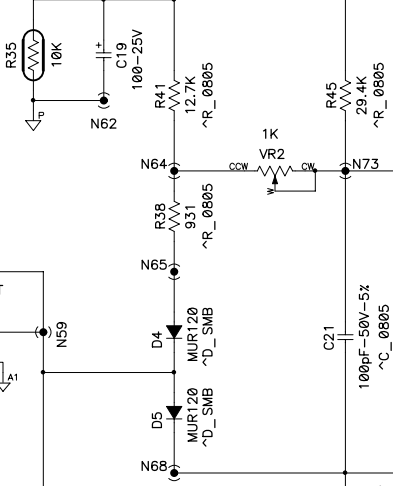 R35
10K
+
C19
100-25V
R41
12.7K
^R_0805
R45
29.4K
^R_0805
P
N62
1K
VR2
N64
CCW
CW
W
N73
R38
931
^R_0805
N65
T
N59
D4
MUR120
^D_SMB
C21
100pF-50V-5%
^C_0805
A1
D5
MUR120
^D_SMB
N68